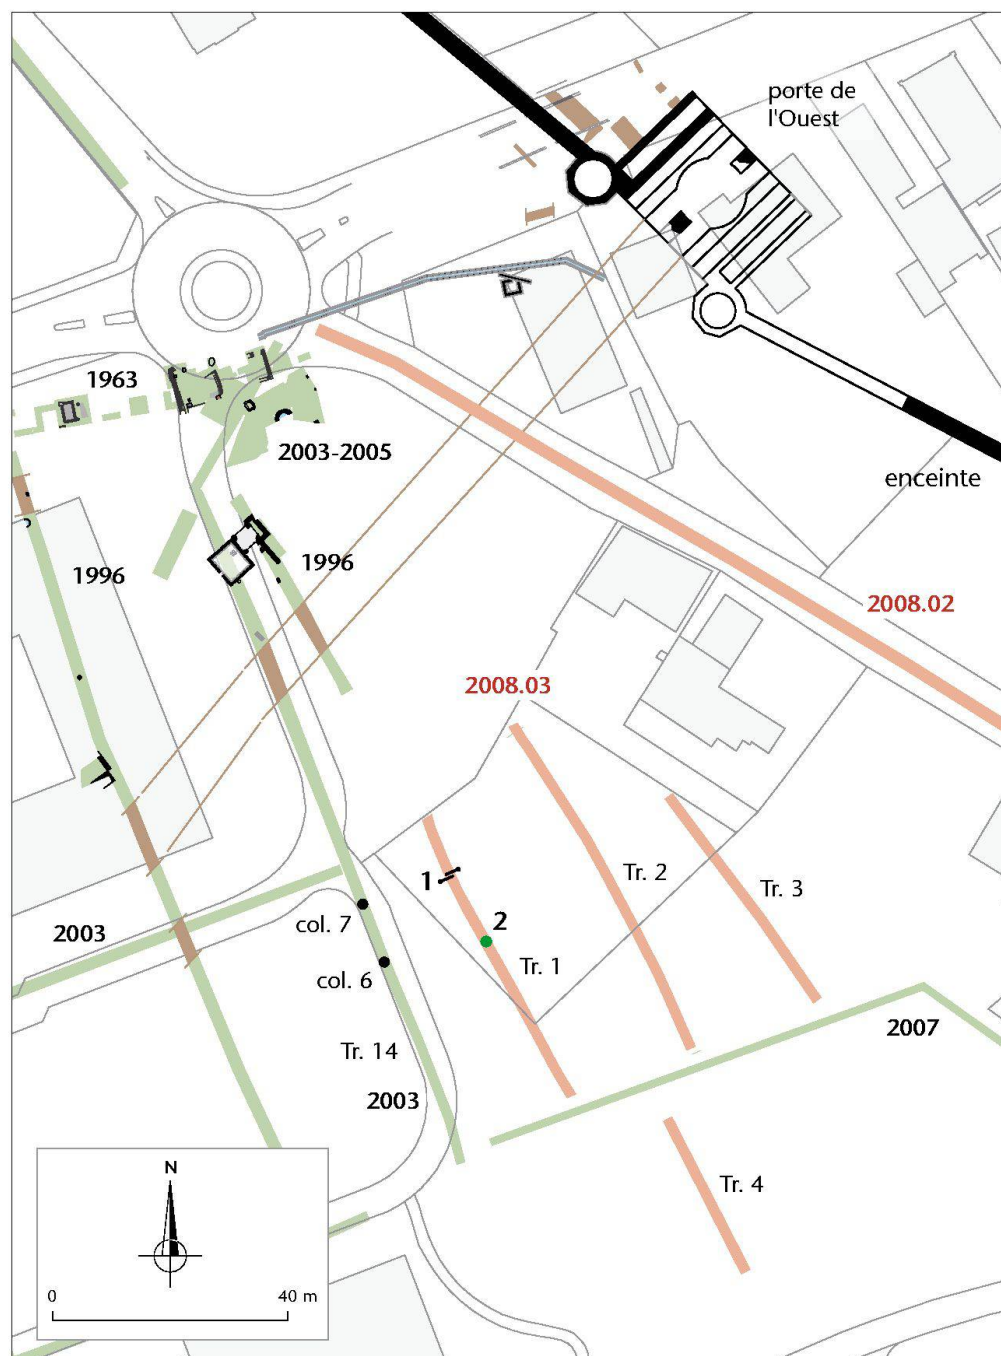 porte de
l'Ouest
1963
2003-2005
enceinte
1996
1996
2008.02
2008.03
Tr. 2
1
Tr. 3
2
col. 7
2003
Tr. 1
col. 6
2007
Tr. 14
2003
N
Tr. 4
0
40 m